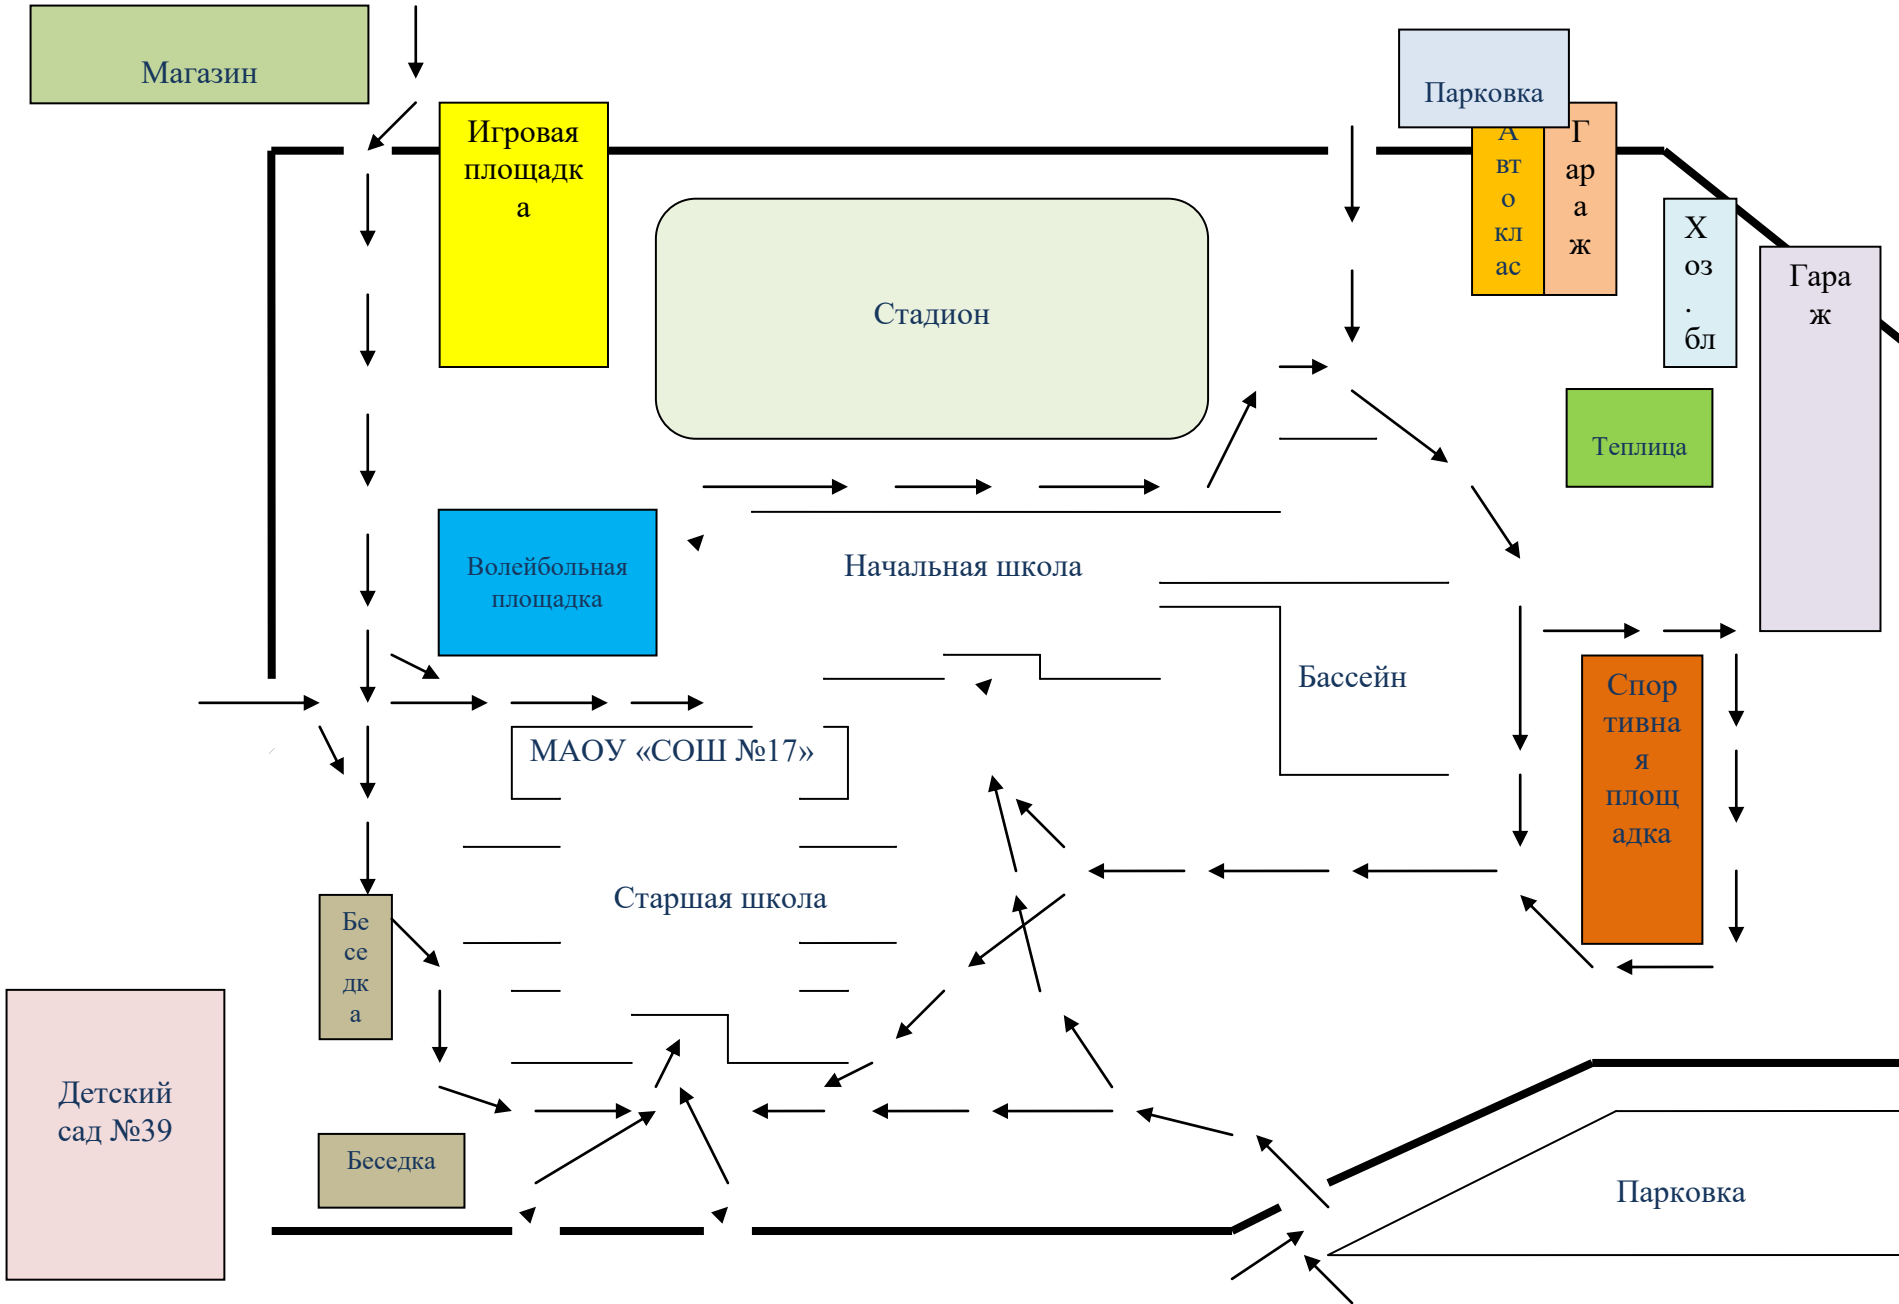 Магазин
Парковка
Игровая
площадк
а
А
вт
о
кл
ас
Г
ар
а
ж
Х
оз
.
бл
Гара
ж
Стадион
Теплица
Волейбольная
площадка
Начальная школа
Бассейн
Спор
тивна
я
площ
адка
МАОУ «СОШ №17»
Старшая школа
Бе
се
дк
а
Детский
сад №39
Беседка
Парковка